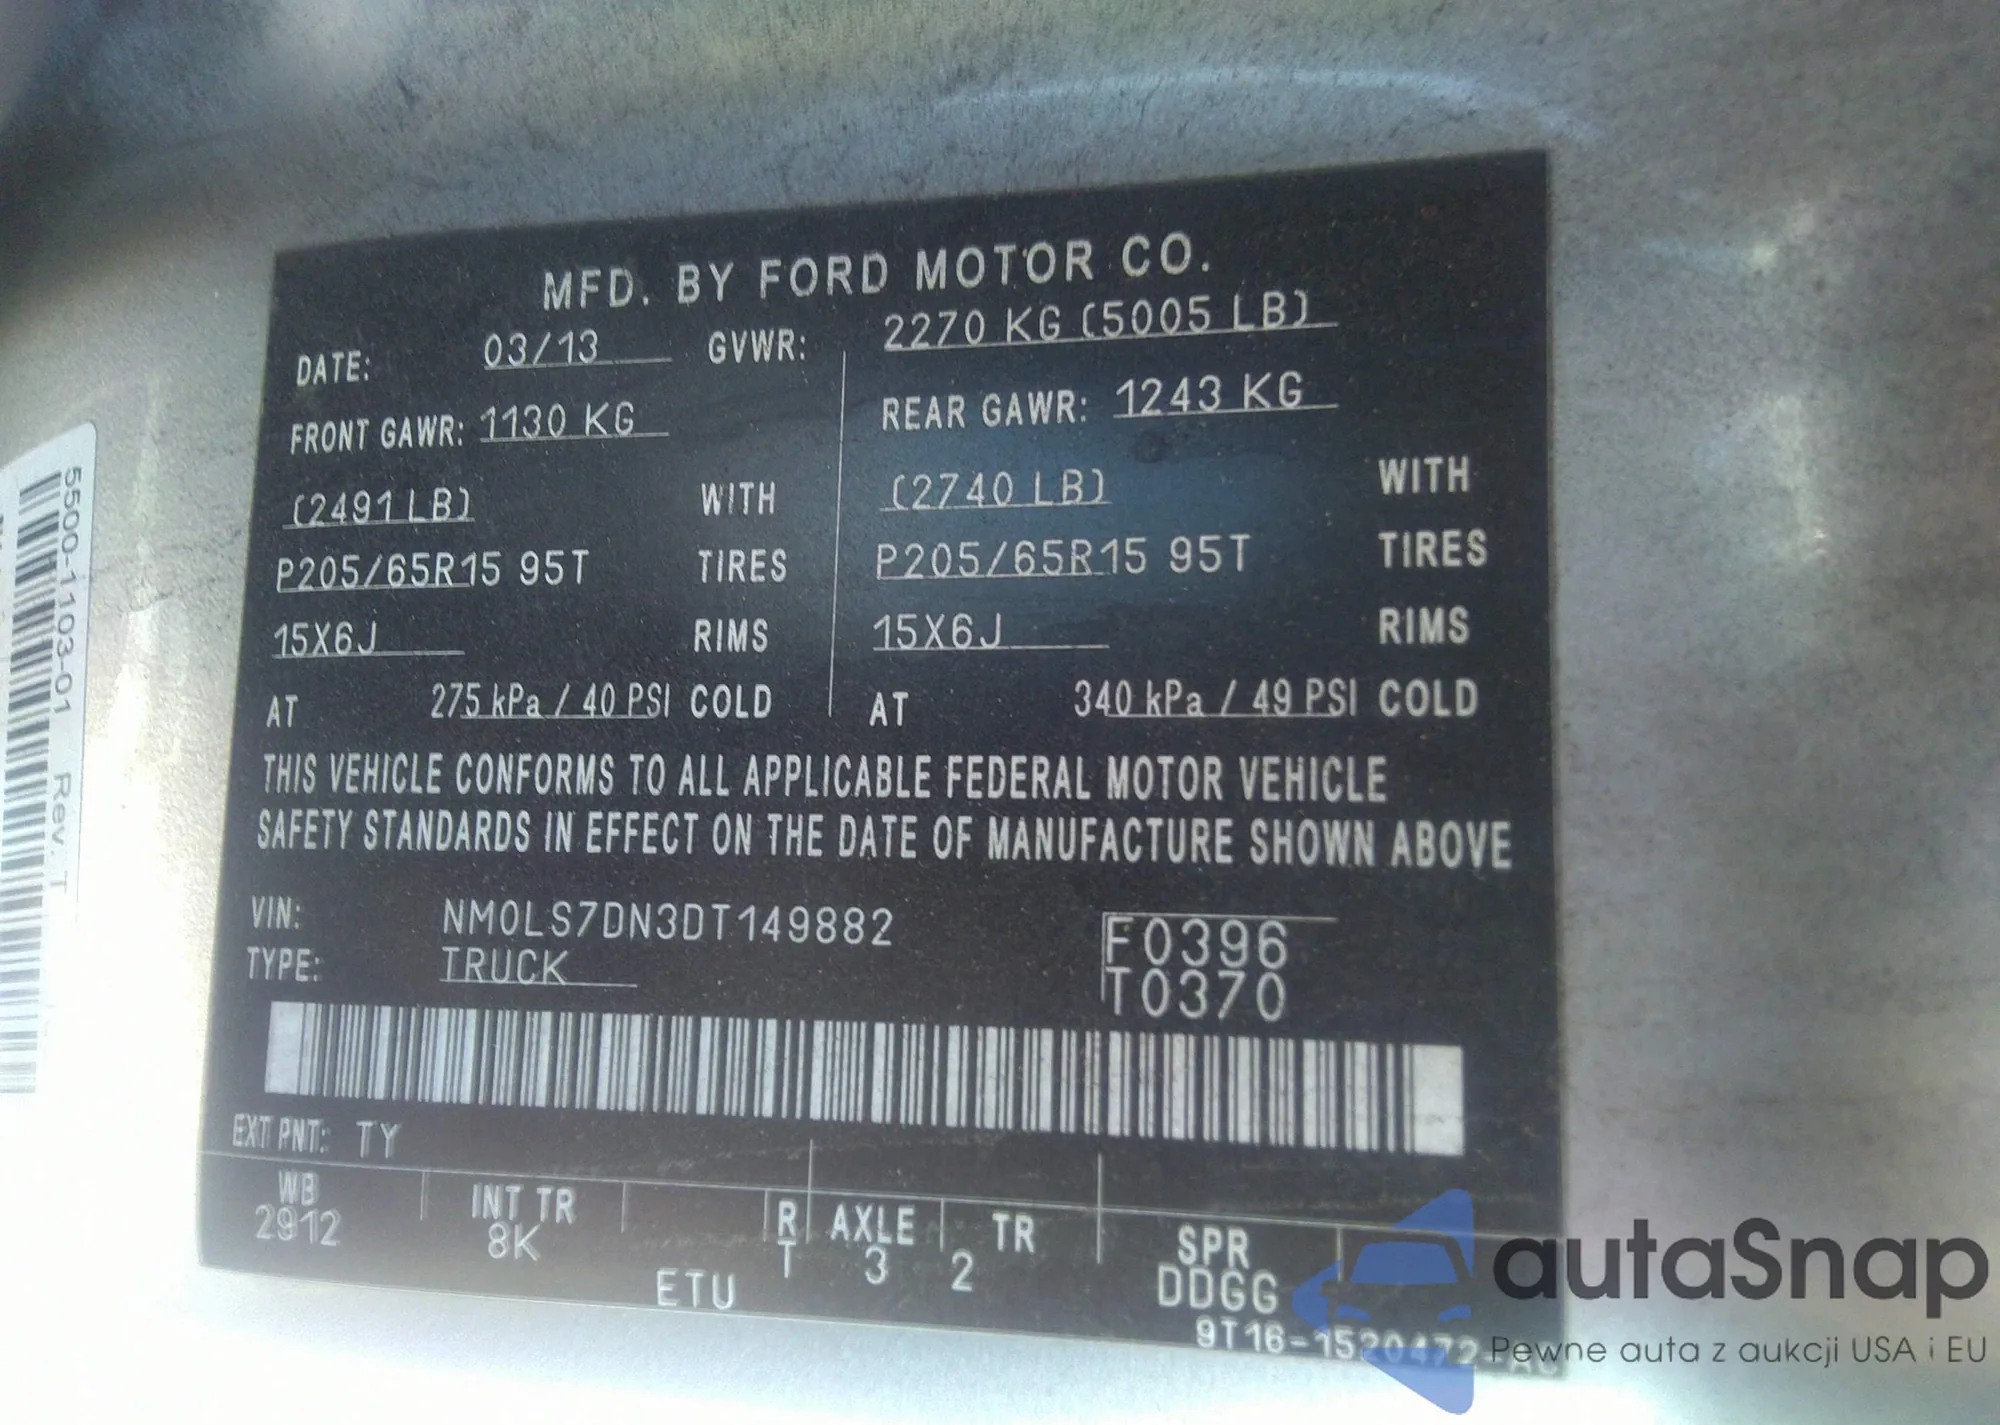 MFD. BY FORD MOTOR CO.
DATE: 03/13 GVWR: 2270 KG (5005 LB)
FRONT GAWR: 1130 KG REAR GAWR: 1243 KG
(2491 LB) WITH (2740 LB) WITH
P205/65R15 95T TIRES P205/65R15 95T TIRES
15X6J RIMS 15X6J RIMS
AT 275 kPa / 40 PSI COLD AT 340 kPa / 49 PSI COLD
THIS VEHICLE CONFORMS TO ALL APPLICABLE FEDERAL MOTOR VEHICLE
SAFETY STANDARDS IN EFFECT ON THE DATE OF MANUFACTURE SHOWN ABOVE
VIN: NM0LS7DN3DT149882 F0396
TYPE: TRUCK T0370
EXT PNT: TY
WB INT TR R AXLE TR SPR
2912 8K T 3 2 DDGG
ETU
9T16-1520472-
5500-1103-01 Rev. T
autaSnap
Pewne auta z aukcji USA i EU